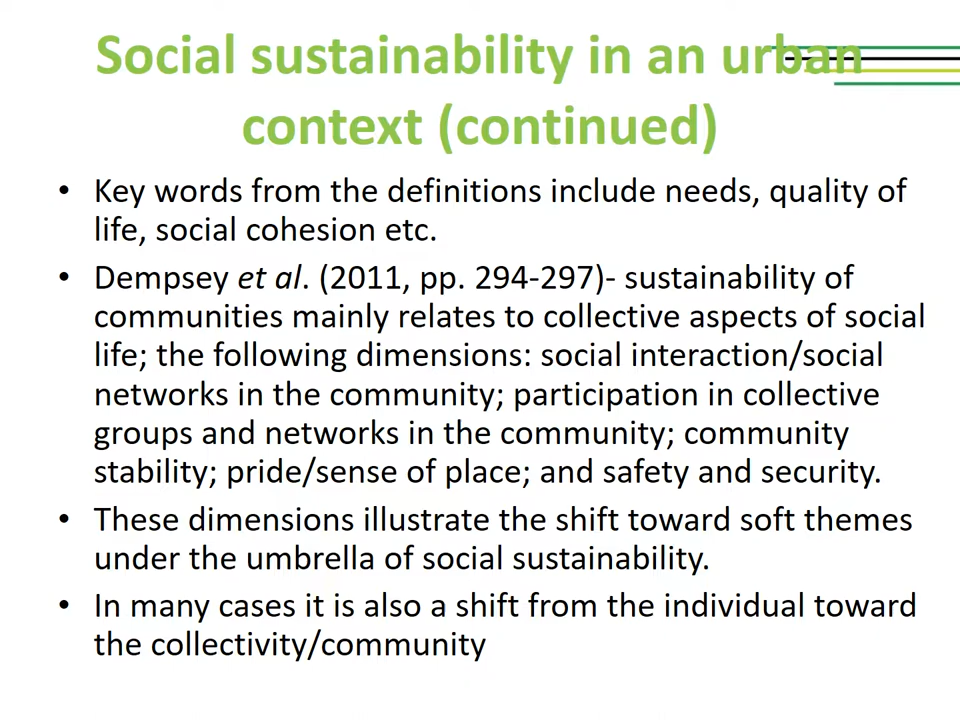 Social sustainability in an urban
context (continued)
• Key words from the definitions include needs, quality of
life, social cohesion etc.
• Dempsey et al. (2011, pp. 294-297)- sustainability of
communities mainly relates to collective aspects of social
life; the following dimensions: social interaction/social
networks in the community; participation in collective
groups and networks in the community; community
stability; pride/sense of place; and safety and security.
• These dimensions illustrate the shift toward soft themes
under the umbrella of social sustainability.
• In many cases it is also a shift from the individual toward
the collectivity/community